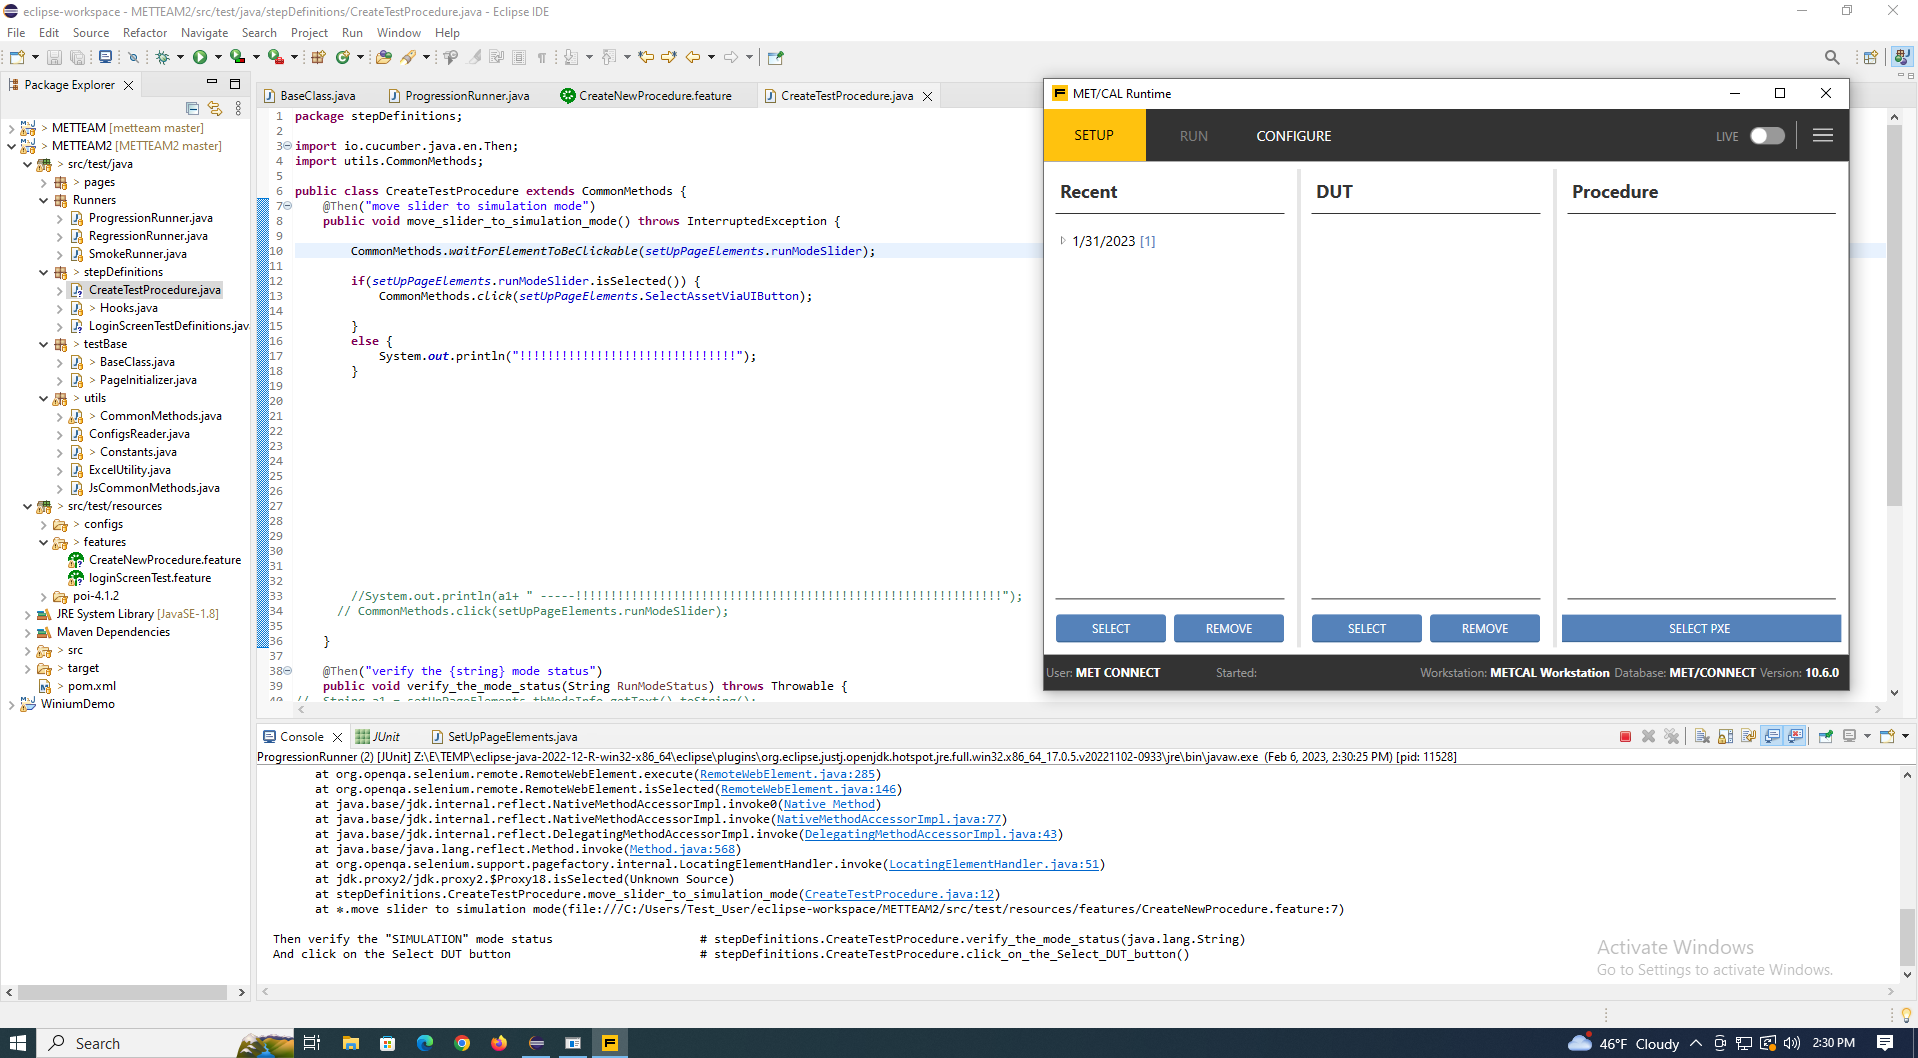 eclipse-workspace - METTEAM2/src/test/java/stepDefinitions/CreateTestProcedure.java - Eclipse IDE
File Edit Source Refactor Navigate Search Project Run Window Help
Package Explorer
> METTEAM [metteam master]
> METTEAM2 [METTEAM2 master]
> src/test/java
> pages
Runners
ProgressionRunner.java
RegressionRunner.java
SmokeRunner.java
> stepDefinitions
CreateTestProcedure.java
> Hooks.java
LoginScreenTestDefinitions.jav
> testBase
> BaseClass.java
> PageInitializer.java
> utils
> CommonMethods.java
ConfigsReader.java
> Constants.java
ExcelUtility.java
JsCommonMethods.java
> src/test/resources
> configs
> features
CreateNewProcedure.feature
loginScreenTest.feature
poi-4.1.2
JRE System Library [JavaSE-1.8]
Maven Dependencies
> src
> target
> pom.xml
WiniumDemo
BaseClass.java ProgressionRunner.java CreateNewProcedure.feature CreateTestProcedure.java
1 package stepDefinitions;
2
3 import io.cucumber.java.en.Then;
4 import utils.CommonMethods;
5
6 public class CreateTestProcedure extends CommonMethods {
7 @Then("move slider to simulation mode")
8 public void move_slider_to_simulation_mode() throws InterruptedException {
9
10 CommonMethods.waitForElementToBeClickable(setUpPageElements.runModeSlider);
11
12 if(setUpPageElements.runModeSlider.isSelected()) {
13 CommonMethods.click(setUpPageElements.SelectAssetViaUIButton);
14
15 }
16 else {
17 System.out.println("!!!!!!!!!!!!!!!!!!!!!!!!!!!!!!!");
18 }
19
20
21
22
23
24
25
26
27
28
29
30
31
32
33 //System.out.println(a1+ " -----!!!!!!!!!!!!!!!!!!!!!!!!!!!!!!!!!!!!!!!!!!!!!!!!!!!!!!!!!!!!!");
34 // CommonMethods.click(setUpPageElements.runModeSlider);
35
36 }
37
38 @Then("verify the {string} mode status")
39 public void verify_the_mode_status(String RunModeStatus) throws Throwable {
MET/CAL Runtime
SETUP RUN CONFIGURE LIVE
Recent DUT Procedure
1/31/2023 [1]
SELECT REMOVE SELECT REMOVE SELECT PXE
User: MET CONNECT Started: Workstation: METCAL Workstation Database: MET/CONNECT Version: 10.6.0
Console JUnit SetUpPageElements.java
ProgressionRunner (2) [JUnit] Z:\E\TEMP\eclipse-java-2022-12-R-win32-x86_64\eclipse\plugins\org.eclipse.justj.openjdk.hotspot.jre.full.win32.x86_64_17.0.5.v20221102-0933\jre\bin\javaw.exe (Feb 6, 2023, 2:30:25 PM) [pid: 11528]
at org.openqa.selenium.remote.RemoteWebElement.execute(RemoteWebElement.java:285)
at org.openqa.selenium.remote.RemoteWebElement.isSelected(RemoteWebElement.java:146)
at java.base/jdk.internal.reflect.NativeMethodAccessorImpl.invoke0(Native Method)
at java.base/jdk.internal.reflect.NativeMethodAccessorImpl.invoke(NativeMethodAccessorImpl.java:77)
at java.base/jdk.internal.reflect.DelegatingMethodAccessorImpl.invoke(DelegatingMethodAccessorImpl.java:43)
at java.base/java.lang.reflect.Method.invoke(Method.java:568)
at org.openqa.selenium.support.pagefactory.internal.LocatingElementHandler.invoke(LocatingElementHandler.java:51)
at jdk.proxy2/jdk.proxy2.$Proxy18.isSelected(Unknown Source)
at stepDefinitions.CreateTestProcedure.move_slider_to_simulation_mode(CreateTestProcedure.java:12)
at *.move slider to simulation mode(file:///C:/Users/Test_User/eclipse-workspace/METTEAM2/src/test/resources/features/CreateNewProcedure.feature:7)
Then verify the "SIMULATION" mode status # stepDefinitions.CreateTestProcedure.verify_the_mode_status(java.lang.String)
And click on the Select DUT button # stepDefinitions.CreateTestProcedure.click_on_the_Select_DUT_button()
Activate Windows
Go to Settings to activate Windows.
Search
46°F Cloudy 2:30 PM